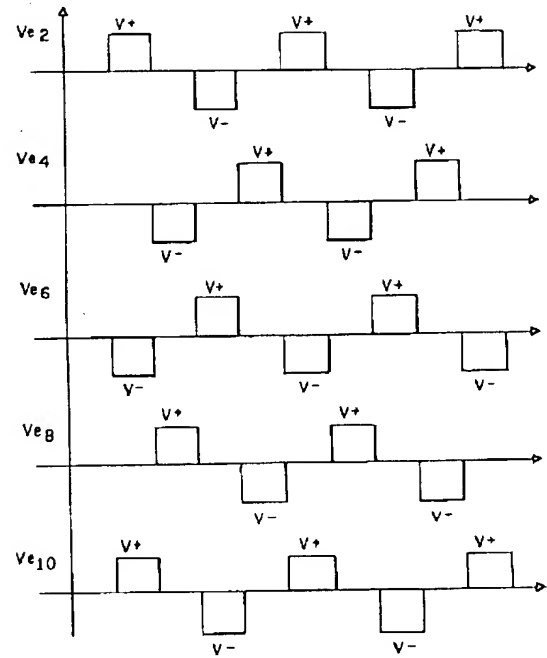 Ve2 V+ V+ V+
V- V-
Ve4 V+ V+
V- V-
Ve6 V+ V+
V- V- V-
Ve8 V+ V+
V- V-
Ve10 V+ V+ V+
V- V-